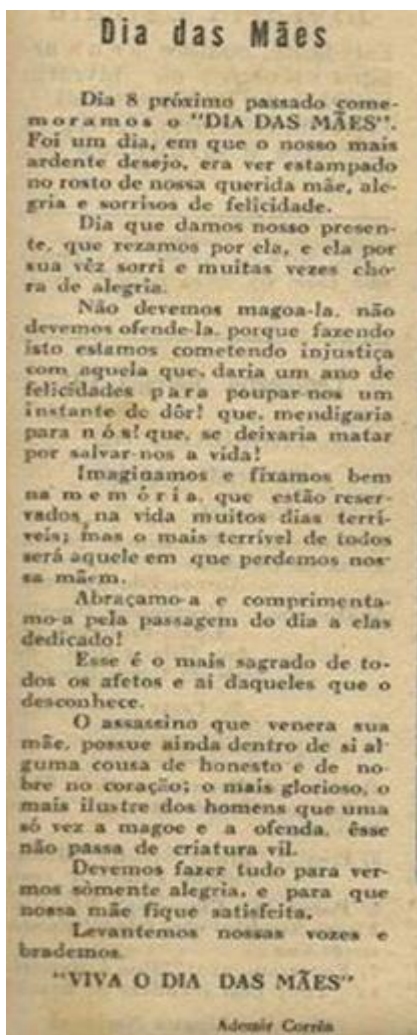 Dia das Mães
Dia 8 próximo passado come-
moramos o "DIA DAS MÃES".
Foi um dia, em que o nosso mais
ardente desejo, era ver estampado
no rosto de nossa querida mãe, ale-
gria e sorrisos de felicidade.
Dia que damos nosso presen-
te, que rezamos por ela, e ela por
sua vêz sorri e muitas vezes cho-
ra de alegria.
Não devemos magoa-la, não
devemos ofende-la, porque fazendo
isto estamos cometendo injustiça
com aquela que, daria um ano de
felicidades para poupar-nos um
instante de dôr! que, mendigaria
para nós! que, se deixaria matar
por salvar-nos a vida!
Imaginamos e fixamos bem
na memória, que estão reser-
vados na vida muitos dias terrí-
veis; mas o mais terrível de todos
será aquele em que perdemos nos-
sa mãem.
Abraçamo-a e comprimenta-
mo-a pela passagem do dia a elas
dedicado!
Esse é o mais sagrado de to-
dos os afetos e ai daqueles que o
desconhece.
O assassino que venera sua
mãe, possue ainda dentro de si al-
guma cousa de honesto e de no-
bre no coração; o mais glorioso, o
mais ilustre dos homens que uma
só vez a magoe e a ofenda, êsse
não passa de criatura vil.
Devemos fazer tudo para ver-
mos sòmente alegria, e para que
nossa mãe fique satisfeita.
Levantemos nossas vozes e
brademos.
"VIVA O DIA DAS MÃES"
Ademir Corrêa